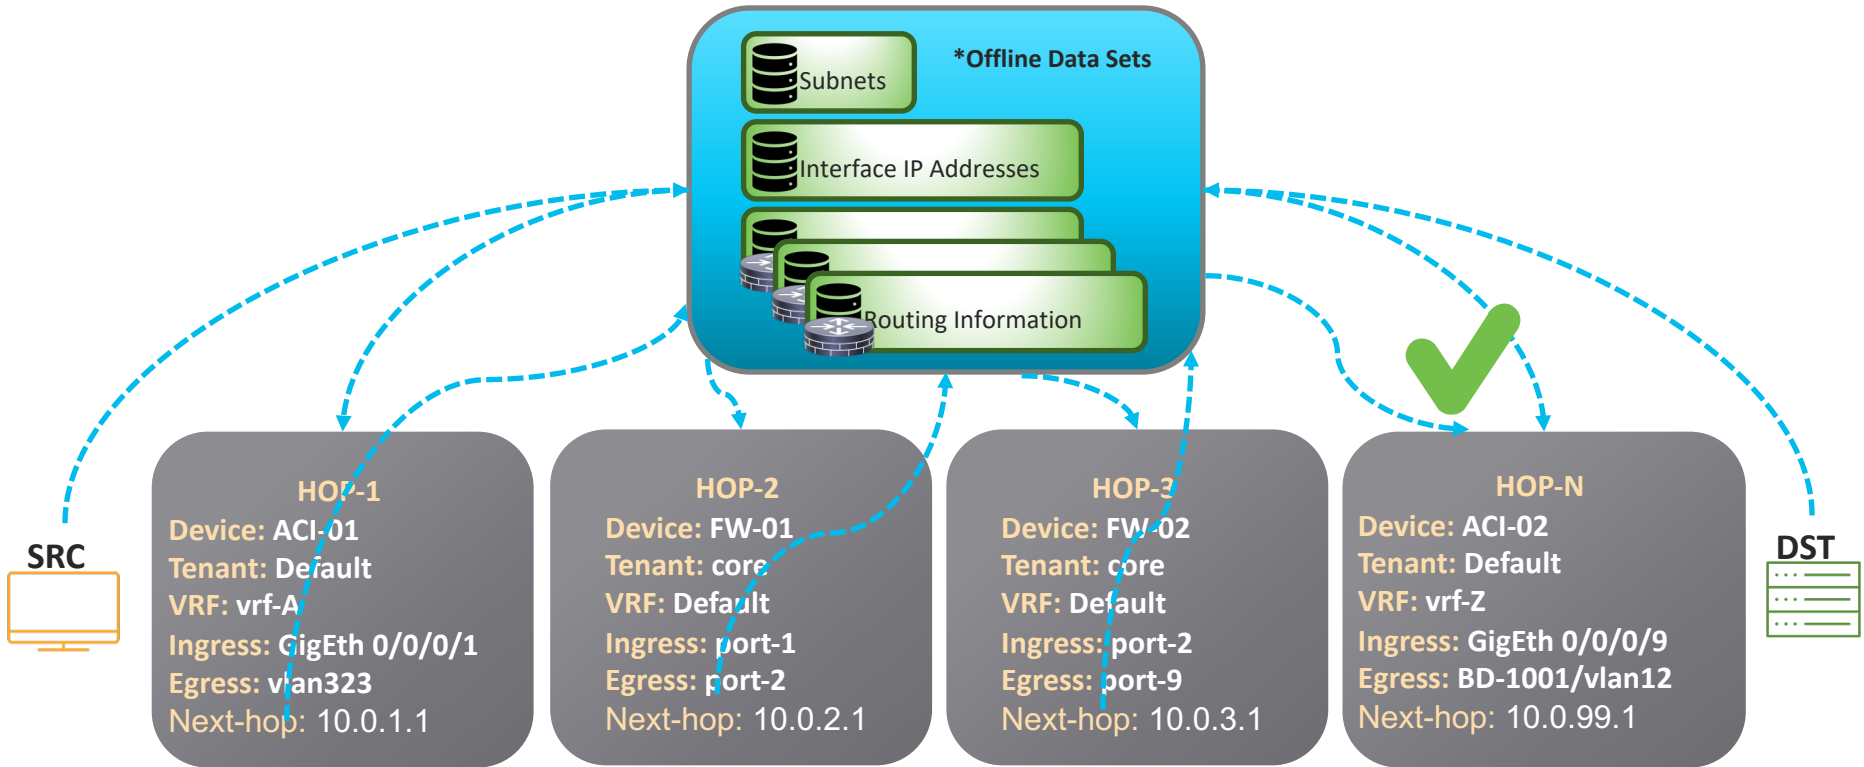 *Offline Data Sets
Subnets
Interface IP Addresses
Routing Information
SRC
HOP-1
Device: ACI-01
Tenant: Default
VRF: vrf-A
Ingress: GigEth 0/0/0/1
Egress: vlan323
Next-hop: 10.0.1.1
HOP-2
Device: FW-01
Tenant: core
VRF: Default
Ingress: port-1
Egress: port-2
Next-hop: 10.0.2.1
HOP-3
Device: FW-02
Tenant: core
VRF: Default
Ingress: port-2
Egress: port-9
Next-hop: 10.0.3.1
HOP-N
Device: ACI-02
Tenant: Default
VRF: vrf-Z
Ingress: GigEth 0/0/0/9
Egress: BD-1001/vlan12
Next-hop: 10.0.99.1
DST